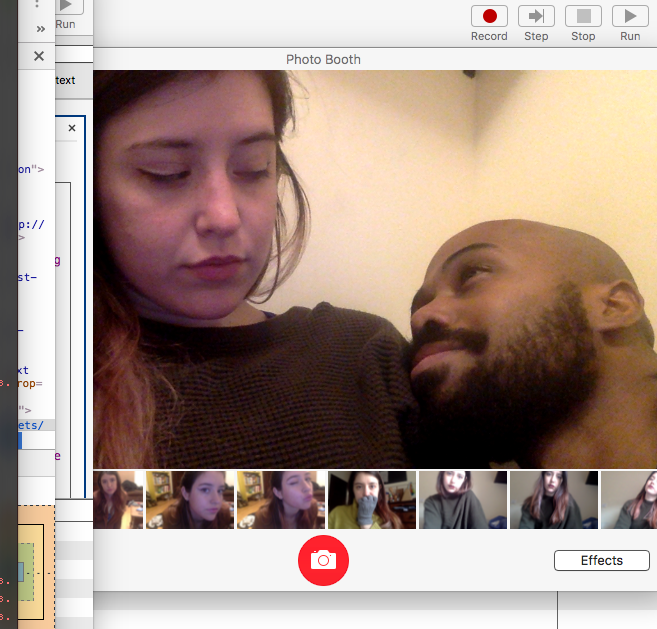 Run
»
text
on">
p://
>
g
st-
–
xt
s.
rop=
">
ets/
e
s.
s.
s.
Record
Step
Stop
Run
Photo Booth
Effects